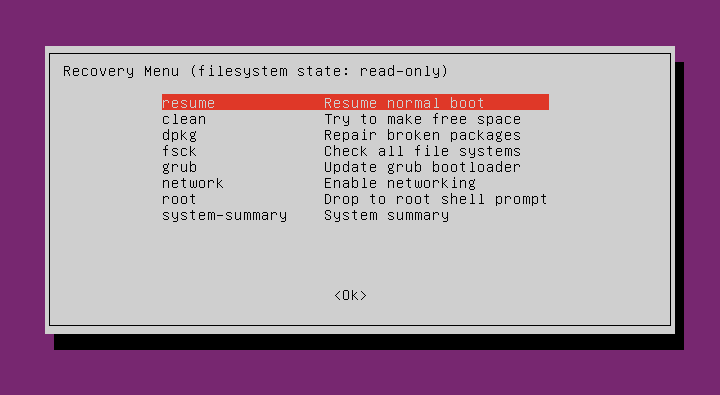 Recovery Menu (filesystem state: read-only)
resume Resume normal boot
clean Try to make free space
dpkg Repair broken packages
fsck Check all file systems
grub Update grub bootloader
network Enable networking
root Drop to root shell prompt
system-summary System summary
<Ok>